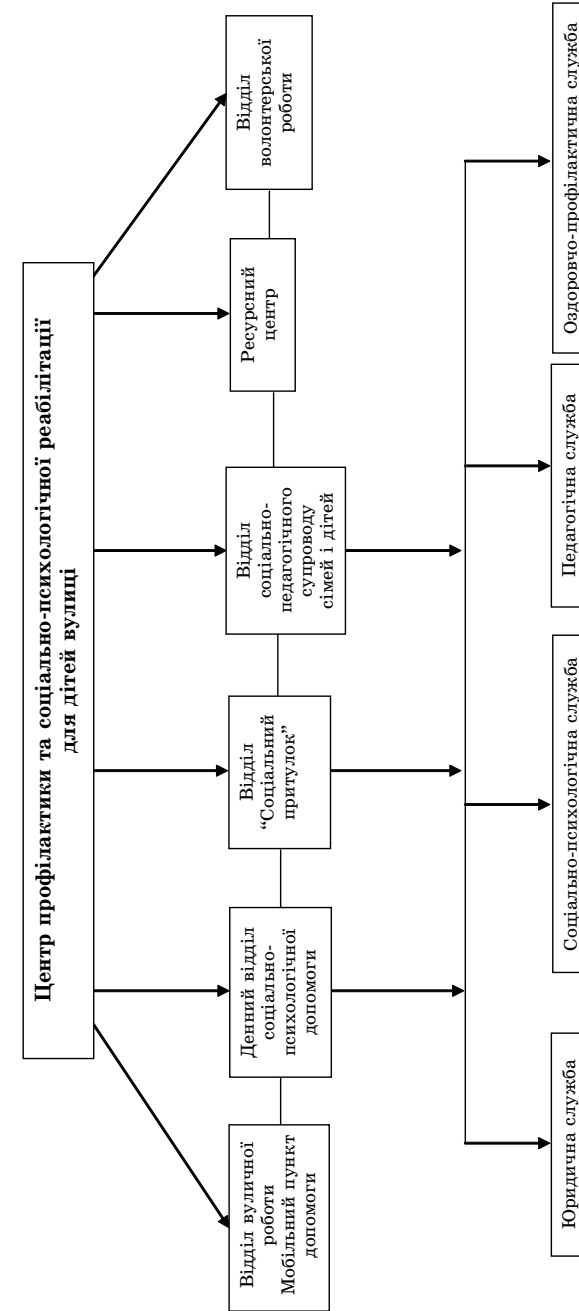 Центр профілактики та соціально-психологічної реабілітації
для дітей вулиці
Відділ вуличної
роботи
Мобільний пункт
допомоги
Денний відділ
соціально-
психологічної
допомоги
Відділ
“Соціальний
притулок”
Відділ
соціально-
педагогічного
супроводу
сімей і дітей
Ресурсний
центр
Відділ
волонтерської
роботи
Юридична служба
Соціально-психологічна служба
Педагогічна служба
Оздоровчо-профілактична служба